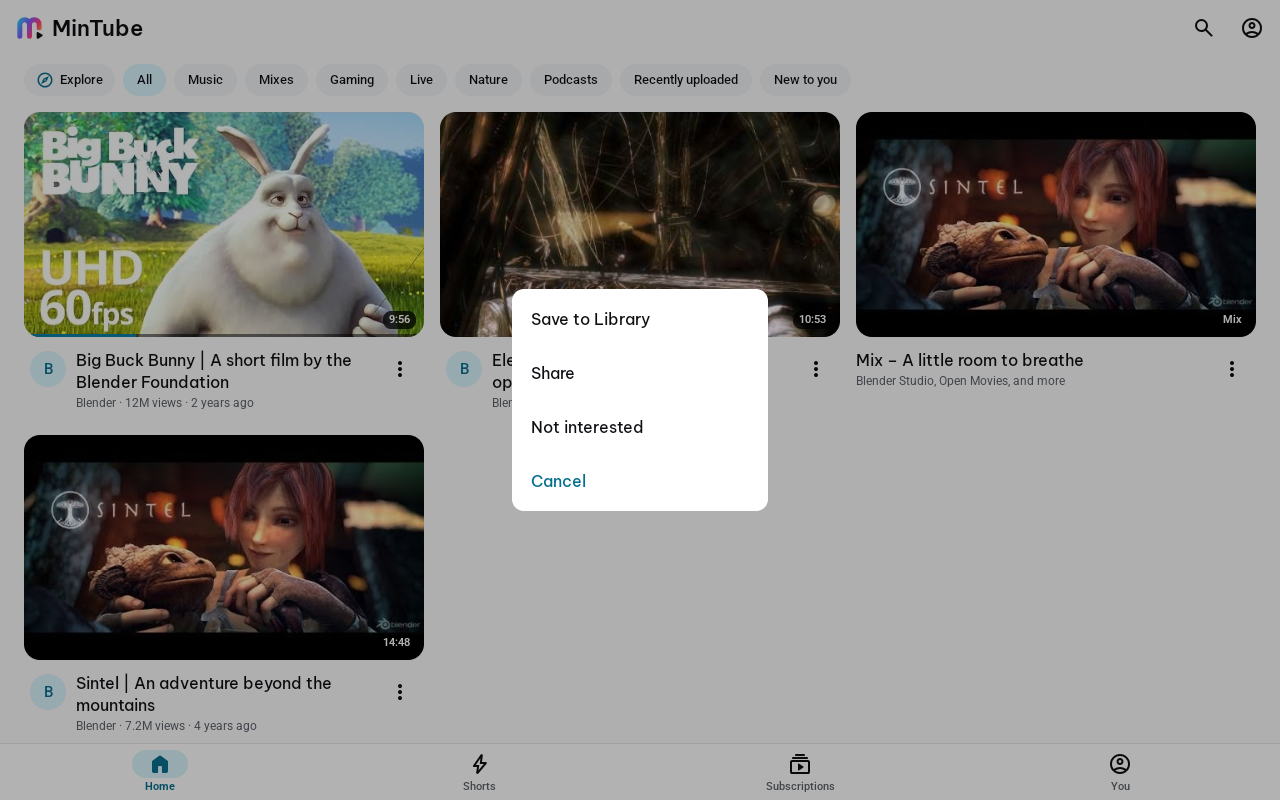 MinTube
Explore
All
Music
Mixes
Gaming
Live
Nature
Podcasts
Recently uploaded
New to you
Big Buck
BUNNY
UHD
60fps
9:56
10:53
SINTEL
blender
Mix
Big Buck Bunny | A short film by the
Blender Foundation
Blender · 12M views · 2 years ago
B
B
Mix – A little room to breathe
Blender Studio, Open Movies, and more
Save to Library
Share
Not interested
Cancel
SINTEL
blender
14:48
B
Sintel | An adventure beyond the
mountains
Blender · 7.2M views · 4 years ago
Home
Shorts
Subscriptions
You